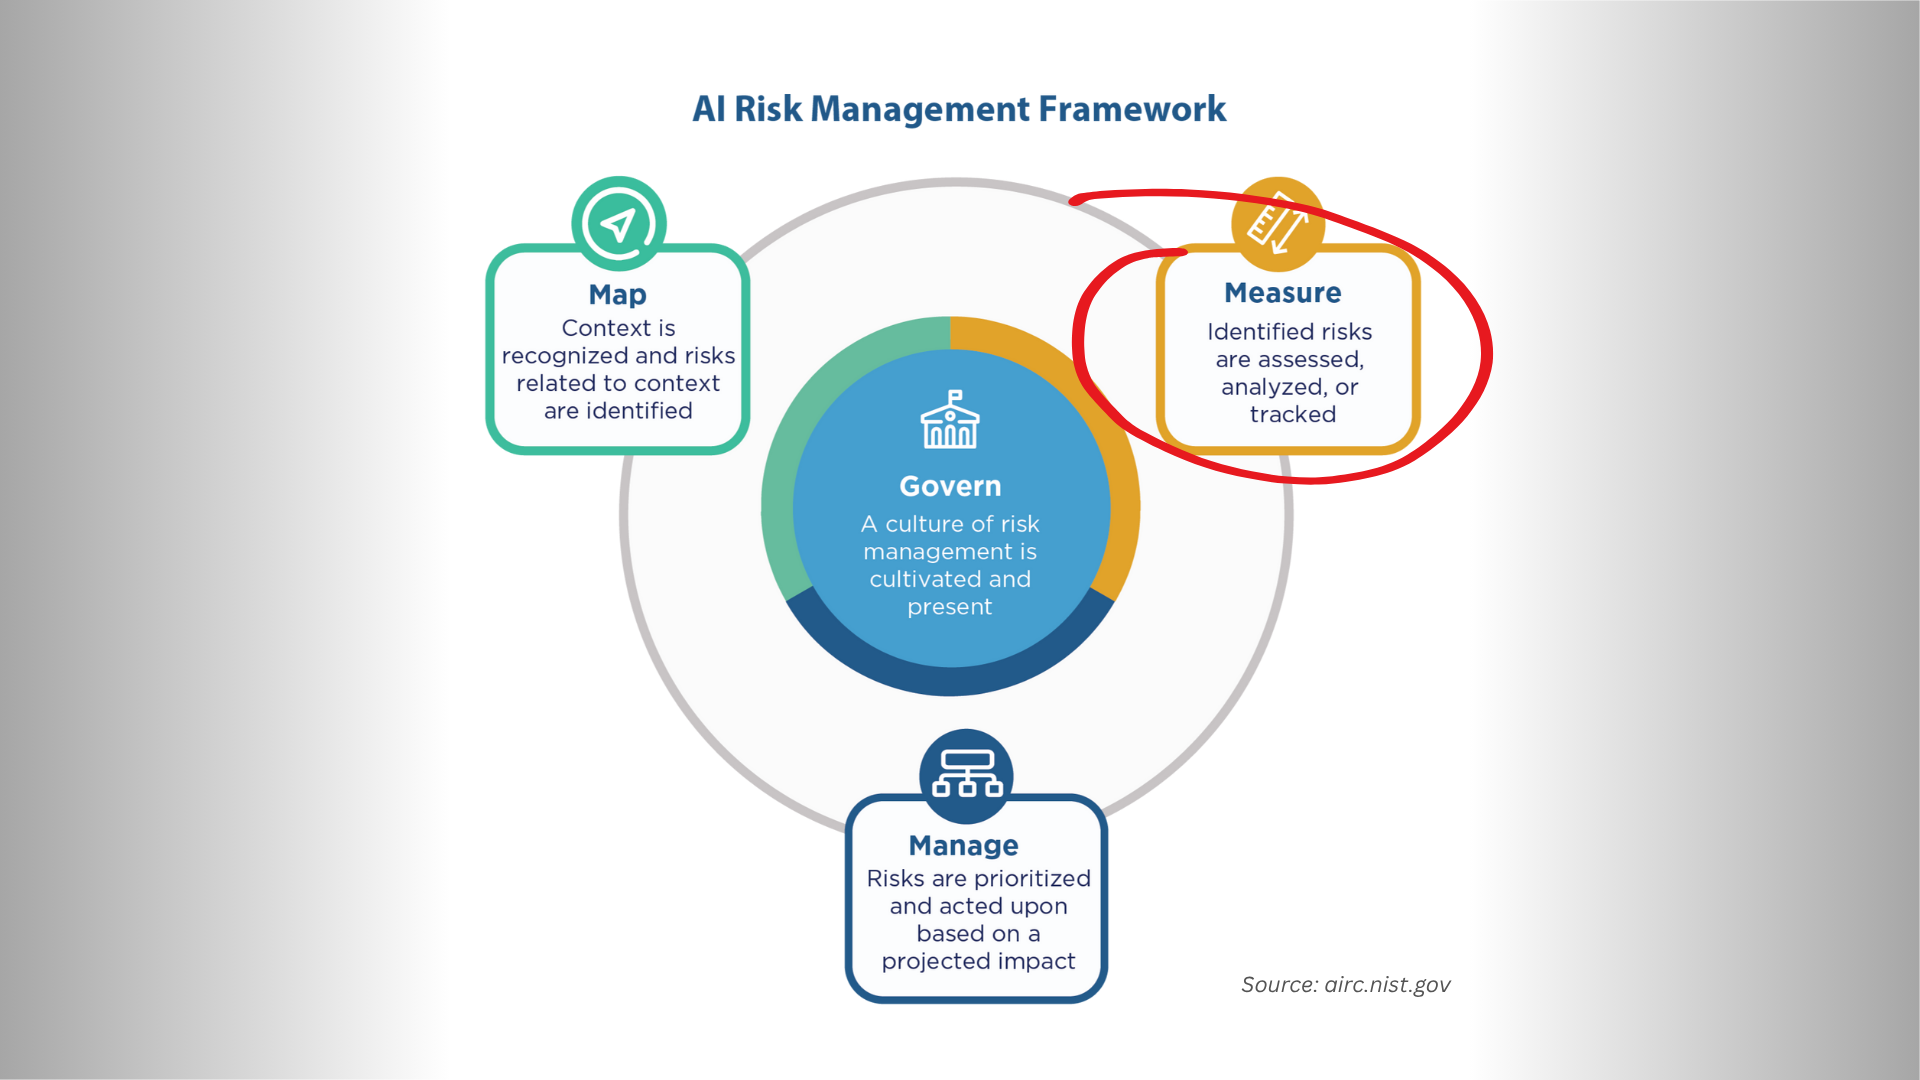 AI Risk Management Framework
Map
Context is
recognized and risks
related to context
are identified
Measure
Identified risks
are assessed,
analyzed, or
tracked
Govern
A culture of risk
management is
cultivated and
present
Manage
Risks are prioritized
and acted upon
based on a
projected impact
Source: airc.nist.gov